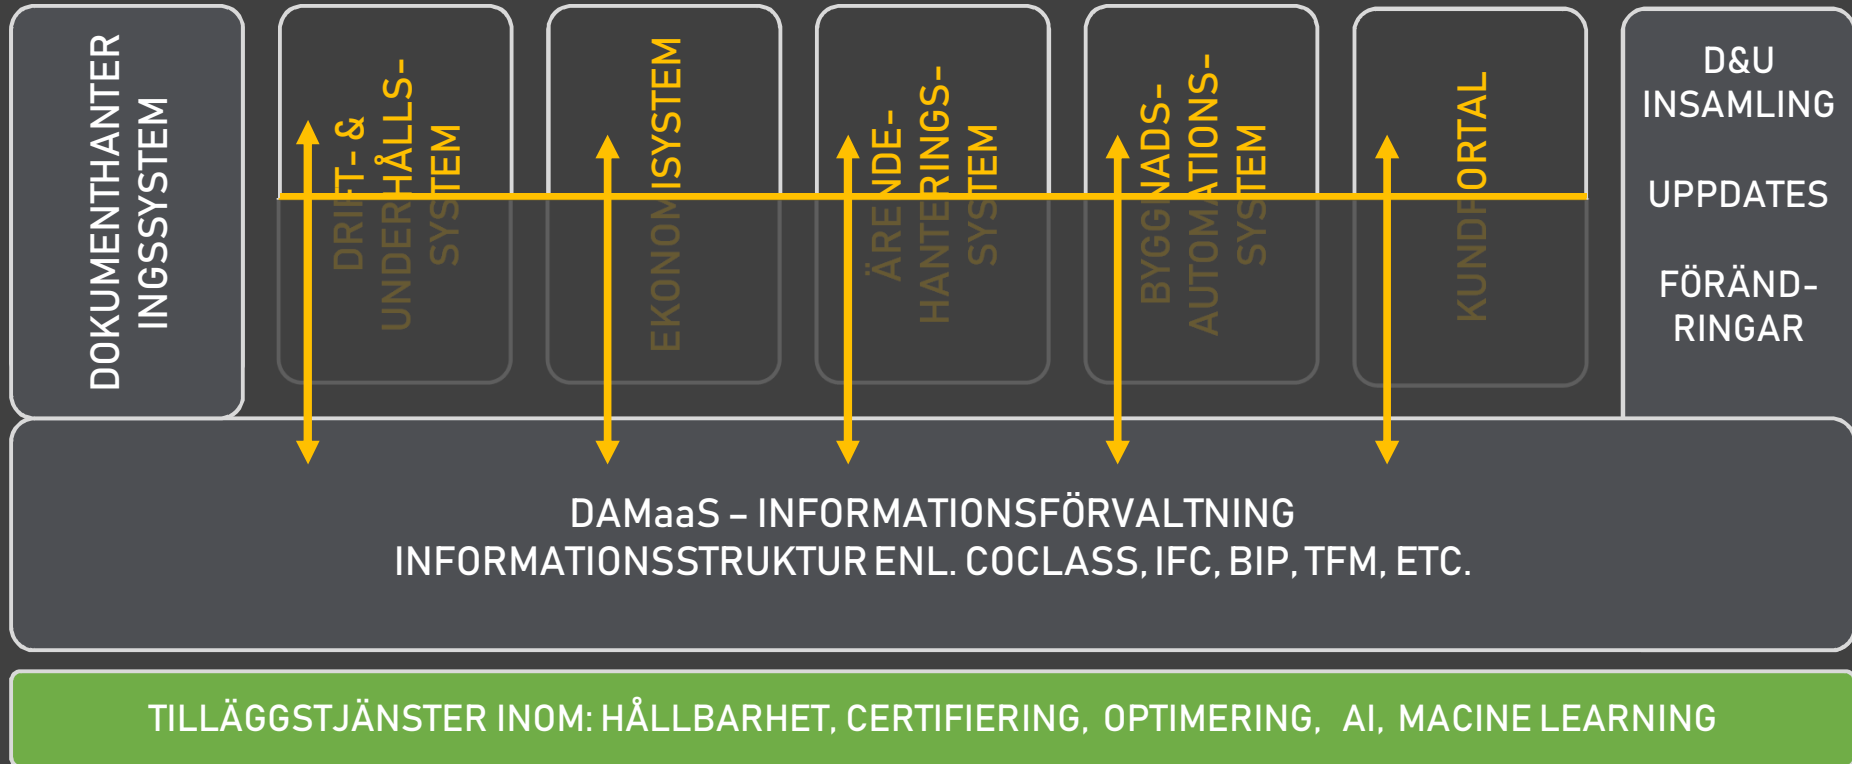 DOKUMENTHANTER
INGSSYSTEM
DRIFT- &
UNDERHÅLLS-
SYSTEM
EKONOMISYSTEM
ÄRENDE-
HANTERINGS-
SYSTEM
BYGGNADS-
AUTOMATIONS-
SYSTEM
KUNDPORTAL
D&U
INSAMLING
UPPDATES
FÖRÄND-
RINGAR
DAMaaS – INFORMATIONSFÖRVALTNING
INFORMATIONSSTRUKTUR ENL. COCLASS, IFC, BIP, TFM, ETC.
TILLÄGGSTJÄNSTER INOM: HÅLLBARHET, CERTIFIERING, OPTIMERING, AI, MACINE LEARNING